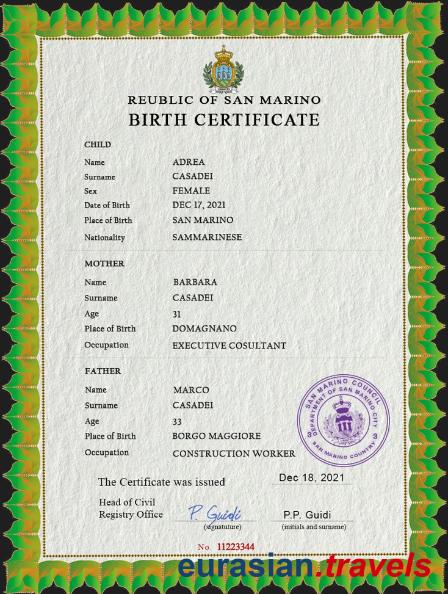 REUBLIC OF SAN MARINO
BIRTH CERTIFICATE
CHILD
Name ADREA
Surname CASADEI
Sex FEMALE
Date of Birth DEC 17, 2021
Place of Birth SAN MARINO
Nationality SAMMARINESE
MOTHER
Name BARBARA
Surname CASADEI
Age 31
Place of Birth DOMAGNANO
Occupation EXECUTIVE COSULTANT
FATHER
Name MARCO
Surname CASADEI
Age 33
Place of Birth BORGO MAGGIORE
Occupation CONSTRUCTION WORKER
SAN MARINO COUNCIL
DEPARTMENT OF SAN MARINO-CITY
SAN MARINO COUNTRY
The Certificate was issued Dec 18, 2021
Head of Civil
Registry Office P. Guidi P.P. Guidi
(signature) (initials and surname)
No. 11223344
eurasian.travels